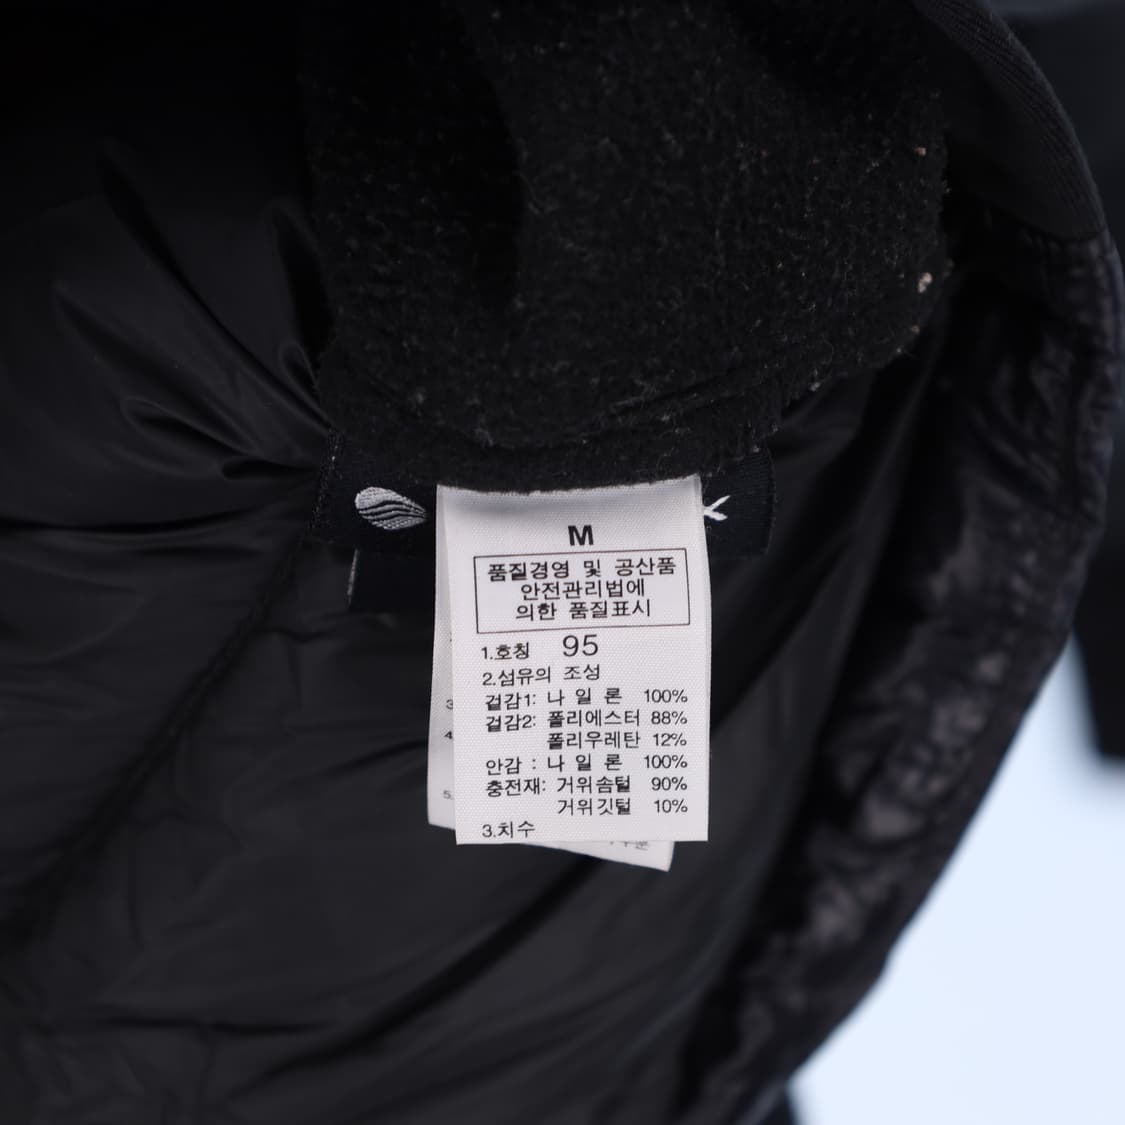 M
품질경영 및 공산품
안전관리법에
의한 품질표시
1.호칭 95
2.섬유의 조성
겉감1: 나 일 론 100%
겉감2: 폴리에스터 88%
폴리우레탄 12%
안감 : 나 일 론 100%
충전재: 거위솜털 90%
거위깃털 10%
3.치수
3
4
5.